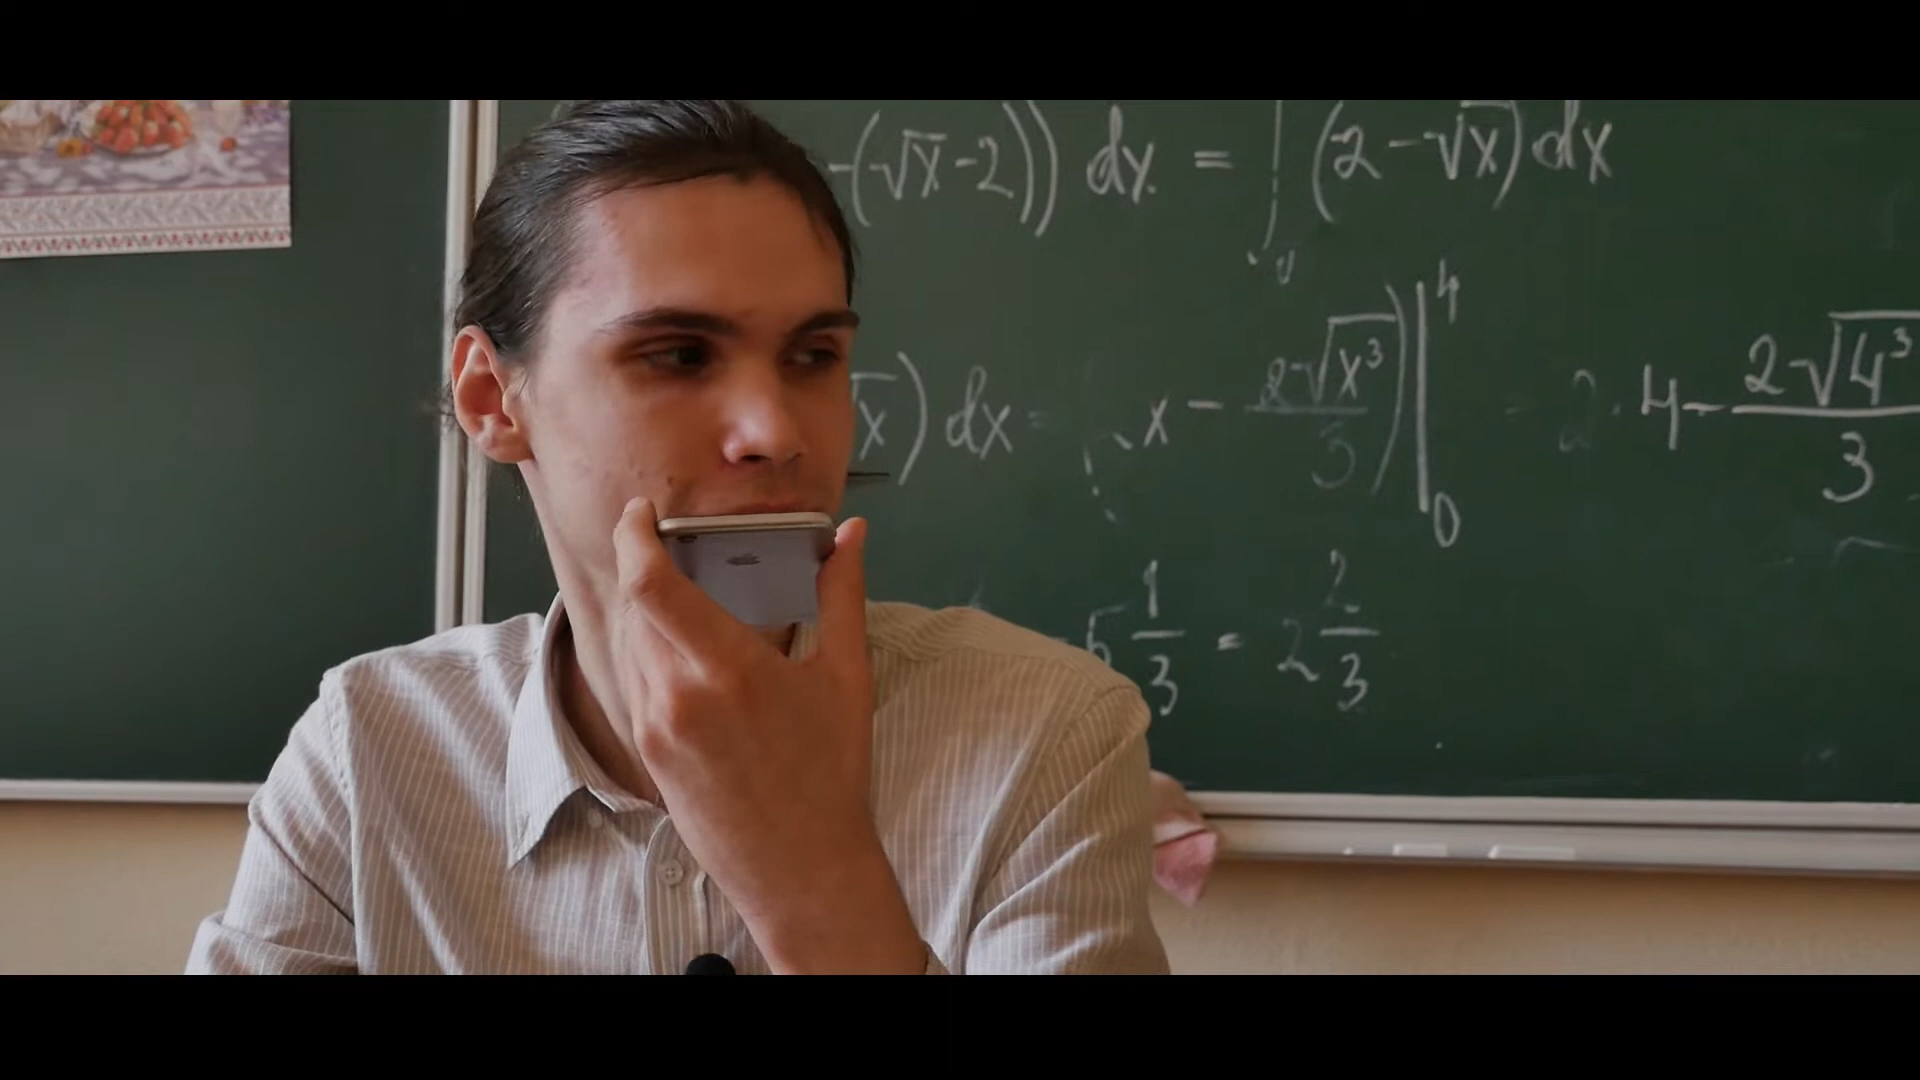 -(√x-2)) dx = ∫ (2-√x) dx
√x) dx = x - 2√x³/3)|₀⁴ 2·4 - 2√4³/3
5 1/3 = 2 2/3